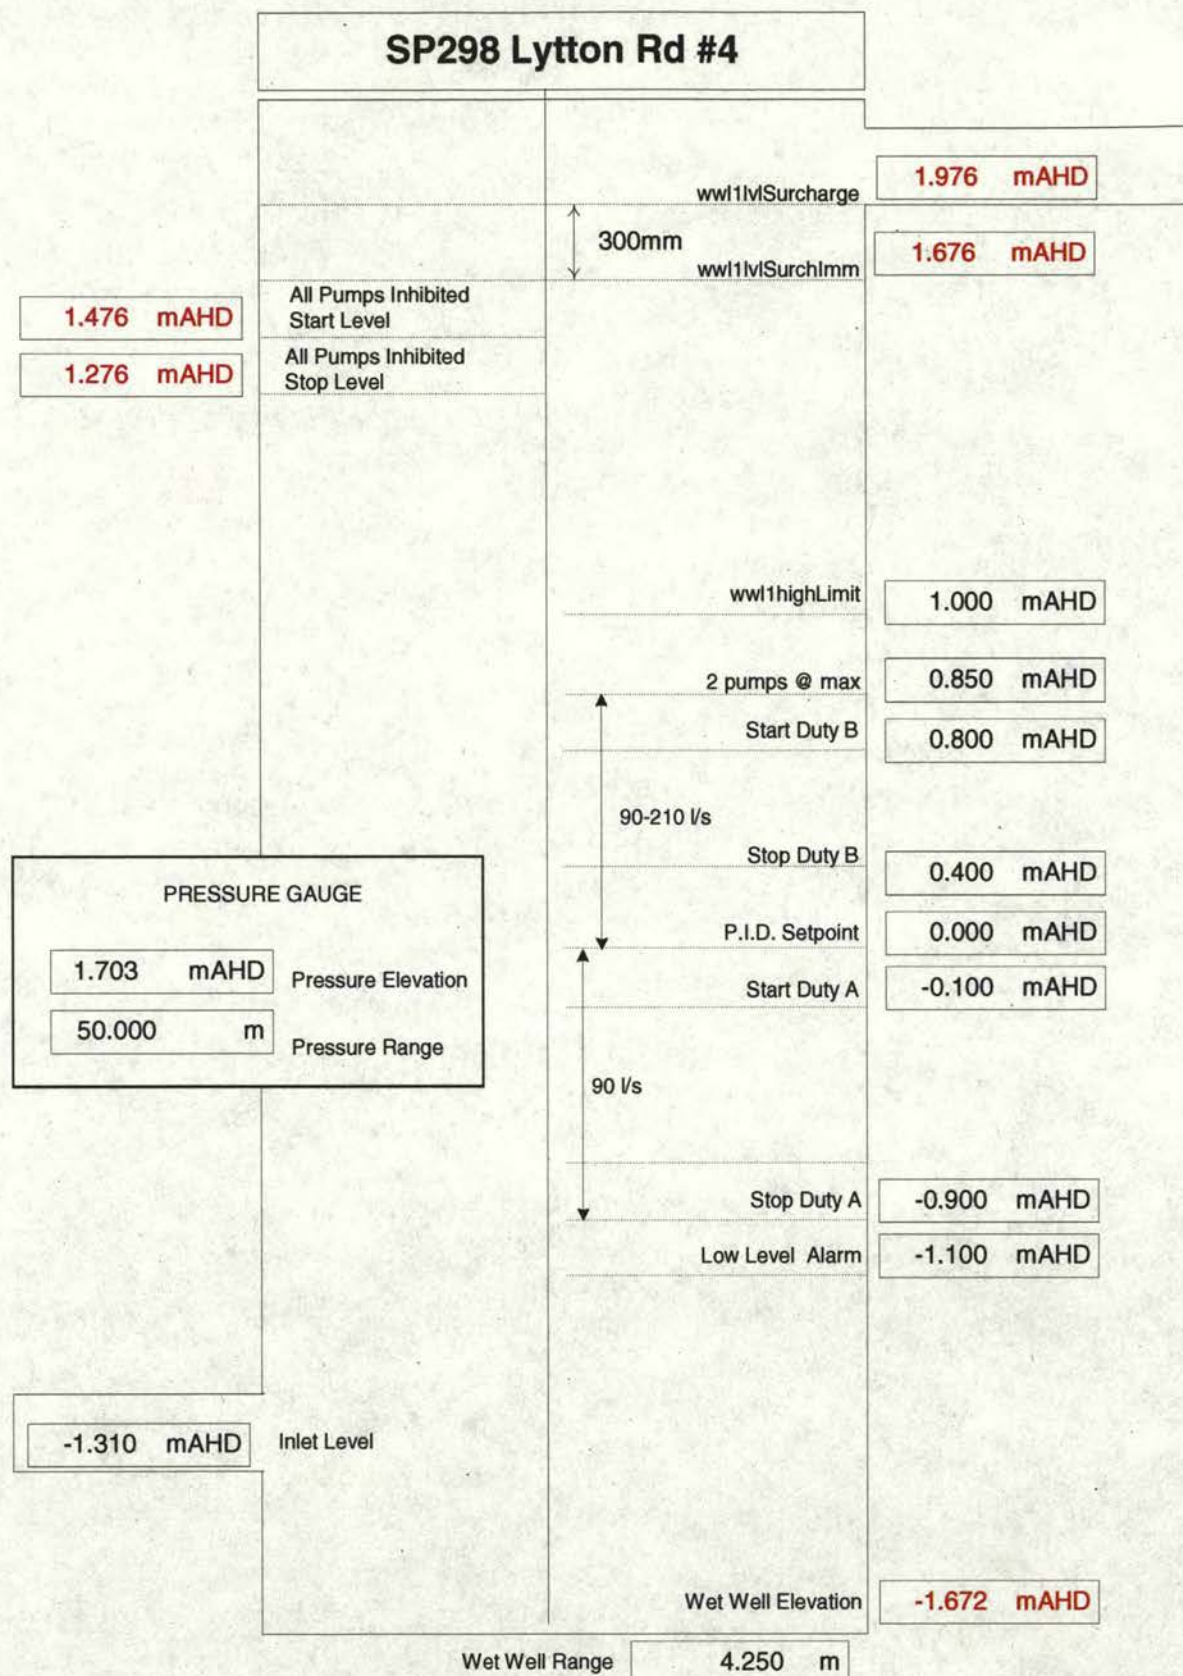 SP298 Lytton Rd #4
wwl1lvlSurcharge
1.976 mAHD
300mm
wwl1lvlSurchImm
1.676 mAHD
All Pumps Inhibited
Start Level
1.476 mAHD
All Pumps Inhibited
Stop Level
1.276 mAHD
wwl1highLimit
1.000 mAHD
2 pumps @ max
0.850 mAHD
Start Duty B
0.800 mAHD
90-210 l/s
Stop Duty B
0.400 mAHD
P.I.D. Setpoint
0.000 mAHD
Start Duty A
-0.100 mAHD
PRESSURE GAUGE
1.703 mAHD Pressure Elevation
50.000 m Pressure Range
90 l/s
Stop Duty A
-0.900 mAHD
Low Level Alarm
-1.100 mAHD
-1.310 mAHD Inlet Level
Wet Well Elevation
-1.672 mAHD
Wet Well Range 4.250 m